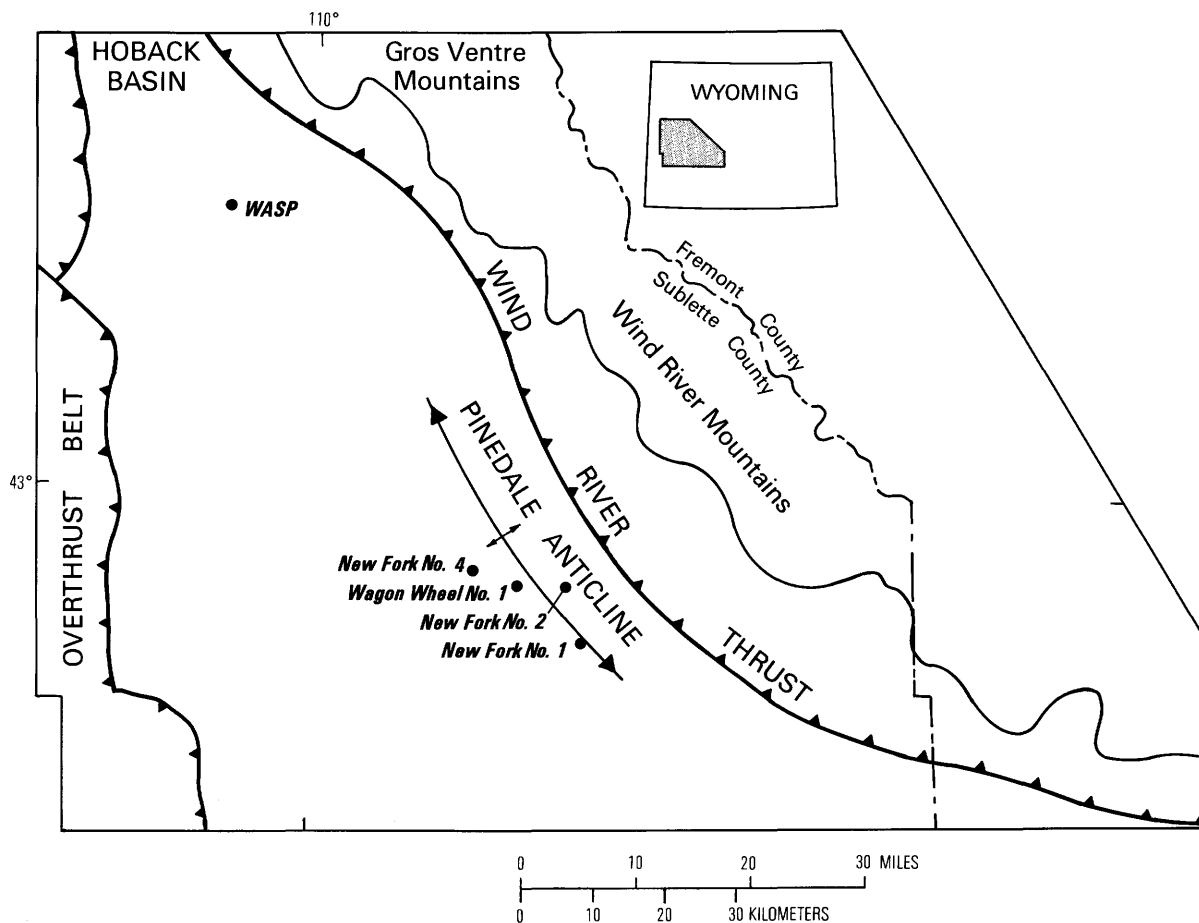 110°
HOBACK
BASIN
Gros Ventre
Mountains
WYOMING
WASP
WIND
Fremont
County
Sublette
County
Wind River Mountains
OVERTHRUST BELT
43°
PINEDALE
RIVER
ANTICLINE
New Fork No. 4
Wagon Wheel No. 1
New Fork No. 2
New Fork No. 1
THRUST
0 10 20 30 MILES
0 10 20 30 KILOMETERS